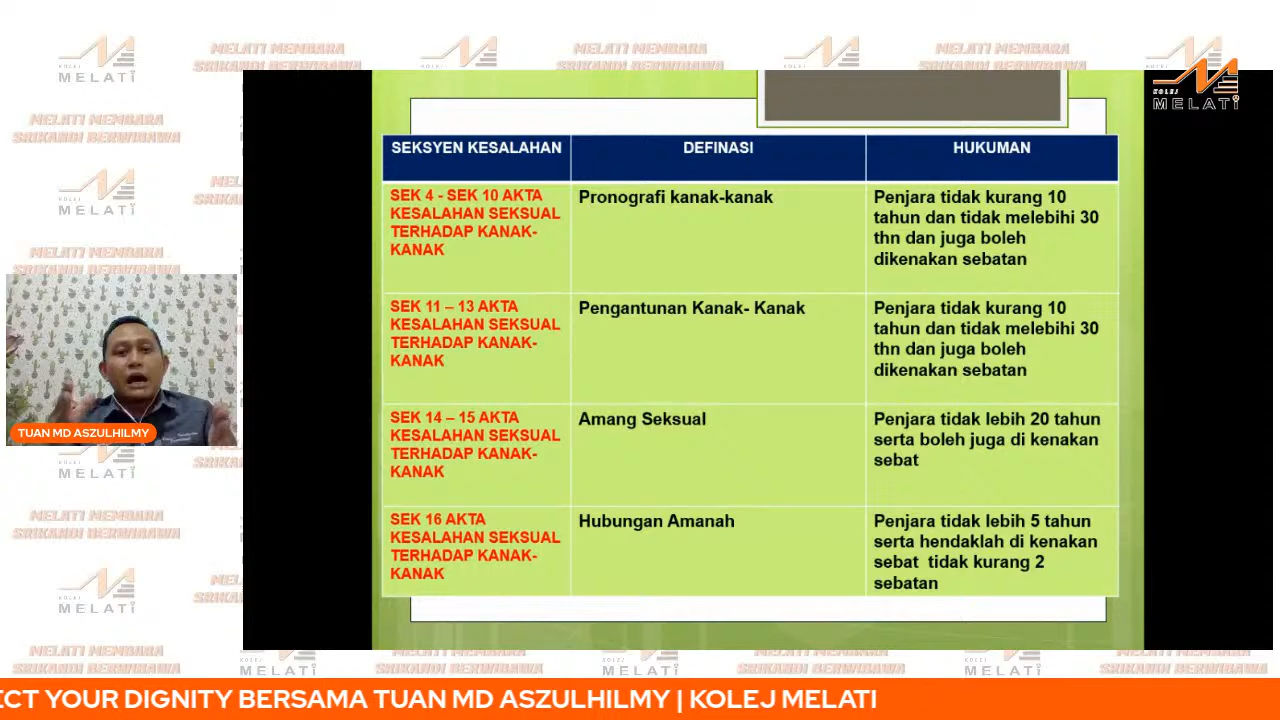 MELATI MEMBARA
SRIKANDI BERWIBAWA
KOLEJ
MELATI
SEKSYEN KESALAHAN
DEFINASI
HUKUMAN
SEK 4 - SEK 10 AKTA
KESALAHAN SEKSUAL
TERHADAP KANAK-
KANAK
Pronografi kanak-kanak
Penjara tidak kurang 10
tahun dan tidak melebihi 30
thn dan juga boleh
dikenakan sebatan
SEK 11 – 13 AKTA
KESALAHAN SEKSUAL
TERHADAP KANAK-
KANAK
Pengantunan Kanak- Kanak
Penjara tidak kurang 10
tahun dan tidak melebihi 30
thn dan juga boleh
dikenakan sebatan
SEK 14 – 15 AKTA
KESALAHAN SEKSUAL
TERHADAP KANAK-
KANAK
Amang Seksual
Penjara tidak lebih 20 tahun
serta boleh juga di kenakan
sebat
SEK 16 AKTA
KESALAHAN SEKSUAL
TERHADAP KANAK-
KANAK
Hubungan Amanah
Penjara tidak lebih 5 tahun
serta hendaklah di kenakan
sebat tidak kurang 2
sebatan
TUAN MD ASZULHILMY
ECT YOUR DIGNITY BERSAMA TUAN MD ASZULHILMY | KOLEJ MELATI